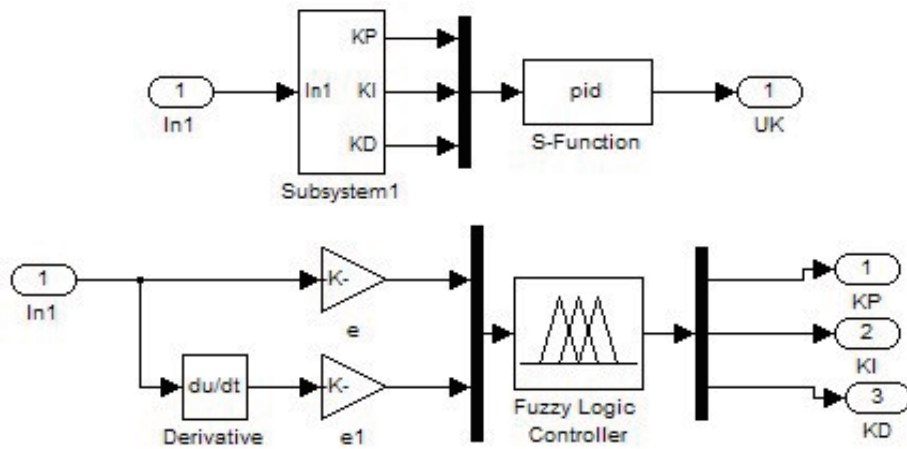 KP
1
In1
KI
pid
1
In1
UK
KD
S-Function
Subsystem1
1
K-
1
In1
KP
e
2
du/dt
K-
KI
Derivative
e1
Fuzzy Logic
Controller
3
KD